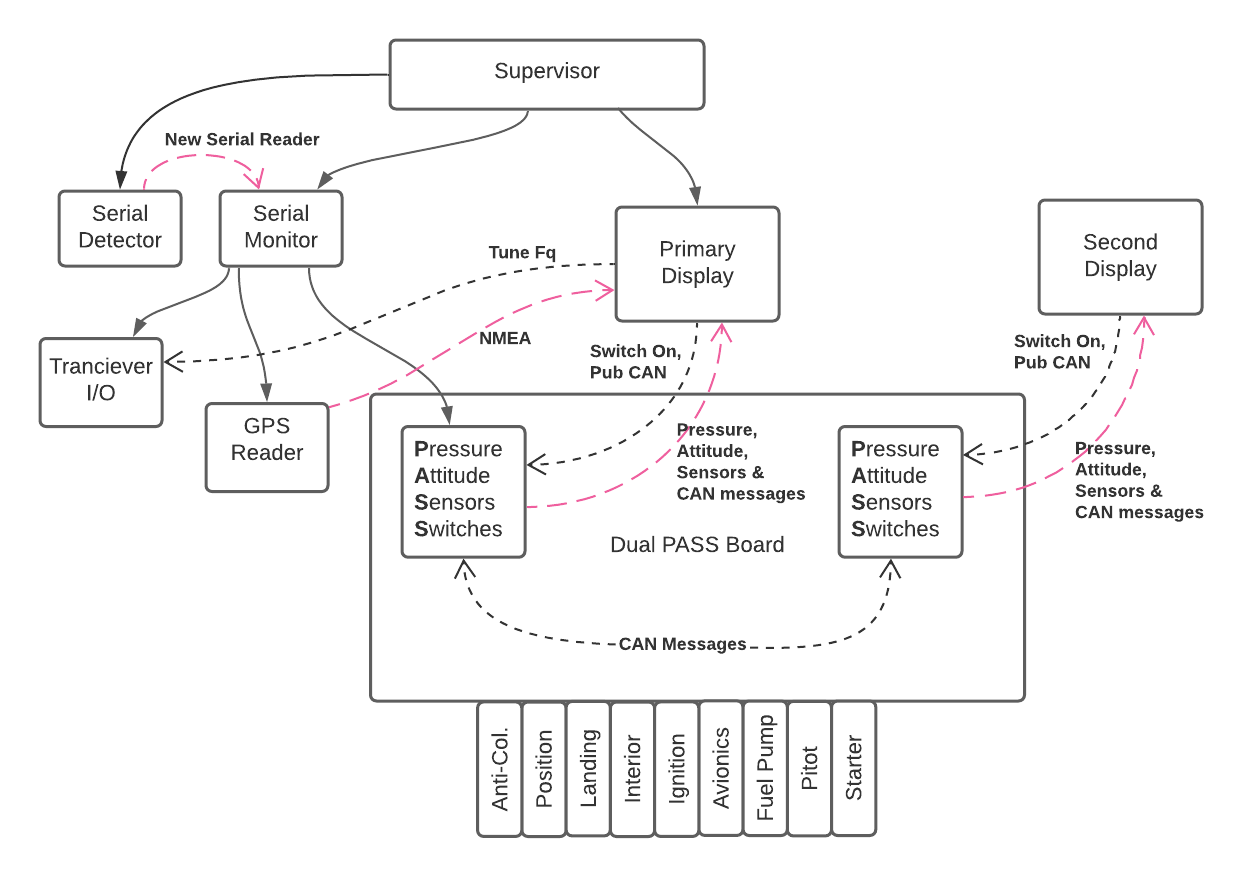 Supervisor
New Serial Reader
Serial
Detector
Serial
Monitor
Primary
Display
Second
Display
Tune Fq
NMEA
Tranciever
I/O
GPS
Reader
Switch On,
Pub CAN
Switch On,
Pub CAN
Pressure
Attitude
Sensors
Switches
Pressure,
Attitude,
Sensors &
CAN messages
Pressure
Attitude
Sensors
Switches
Pressure,
Attitude,
Sensors &
CAN messages
Dual PASS Board
CAN Messages
Anti-Col.
Position
Landing
Interior
Ignition
Avionics
Fuel Pump
Pitot
Starter